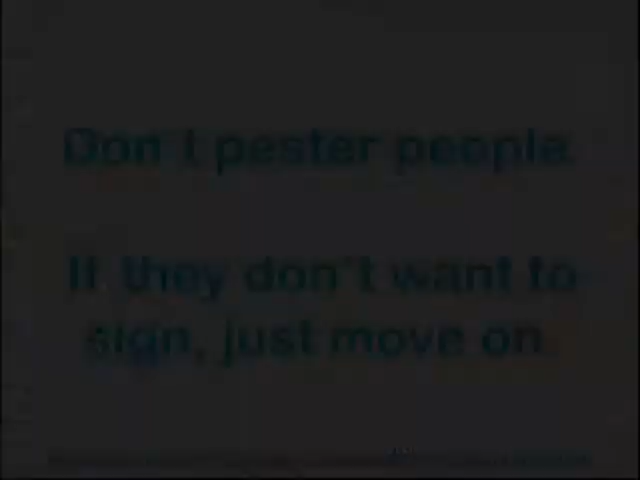 Don't pester people.
If they don't want to
sign, just move on.